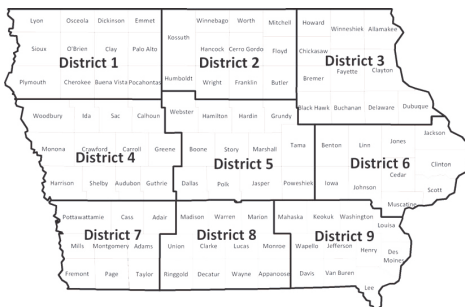 Lyon Osceola Dickinson Emmet
Sioux O'Brien Clay Palo Alto
District 1
Plymouth Cherokee Buena Vista Pocahontas
Winnebago Worth Mitchell
Kossuth
Hancock Cerro Gordo Floyd
District 2
Humboldt Wright Franklin Butler
Howard Winneshiek Allamakee
Chickasaw
District 3
Bremer Fayette Clayton
Black Hawk Buchanan Delaware Dubuque
Woodbury Ida Sac Calhoun
District 4
Monona Crawford Carroll Greene
Harrison Shelby Audubon Guthrie
Webster Hamilton Hardin Grundy
Boone Story Marshall Tama
District 5
Dallas Polk Jasper Poweshiek
Benton Linn Jones Jackson
District 6
Clinton
Cedar
Iowa Johnson Scott
Muscatine
Pottawattamie Cass Adair
District 7
Mills Montgomery Adams
Fremont Page Taylor
Madison Warren Marion
District 8
Union Clarke Lucas Monroe
Ringgold Decatur Wayne Appanoose
Mahaska Keokuk Washington
Louisa
District 9
Wapello Jefferson Henry Des
Moines
Davis Van Buren
Lee